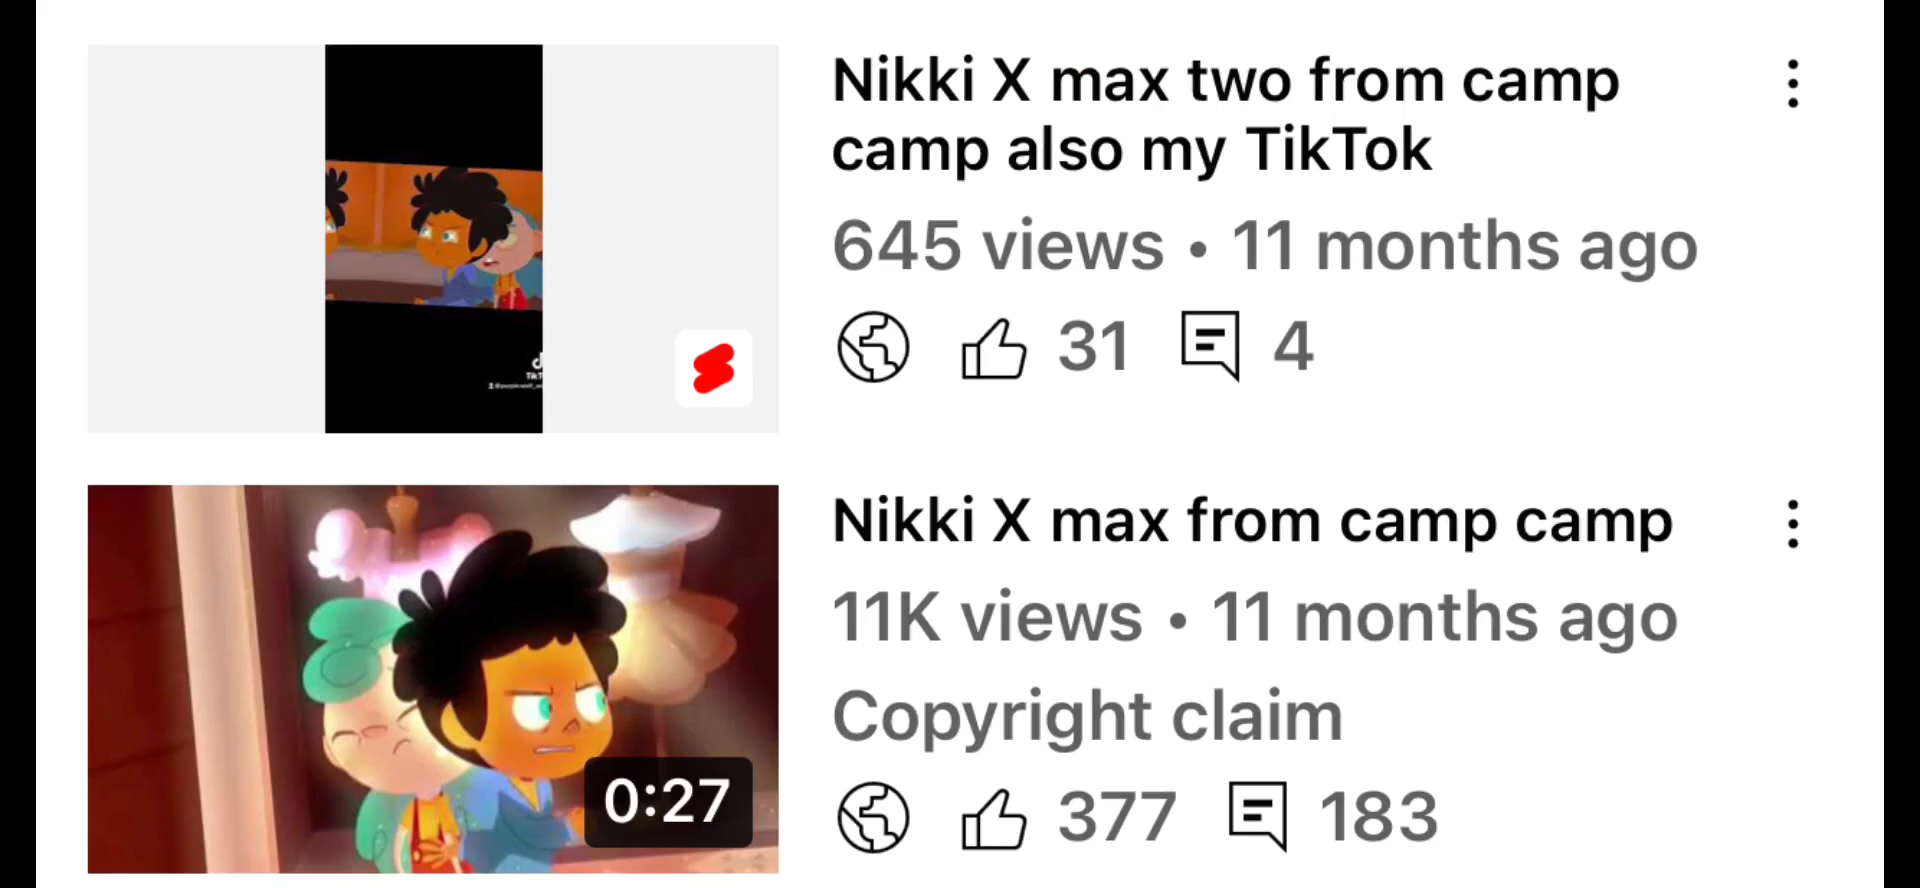 Nikki X max two from camp
camp also my TikTok
645 views • 11 months ago
31 4
TikT
Nikki X max from camp camp
11K views • 11 months ago
Copyright claim
377 183
0:27